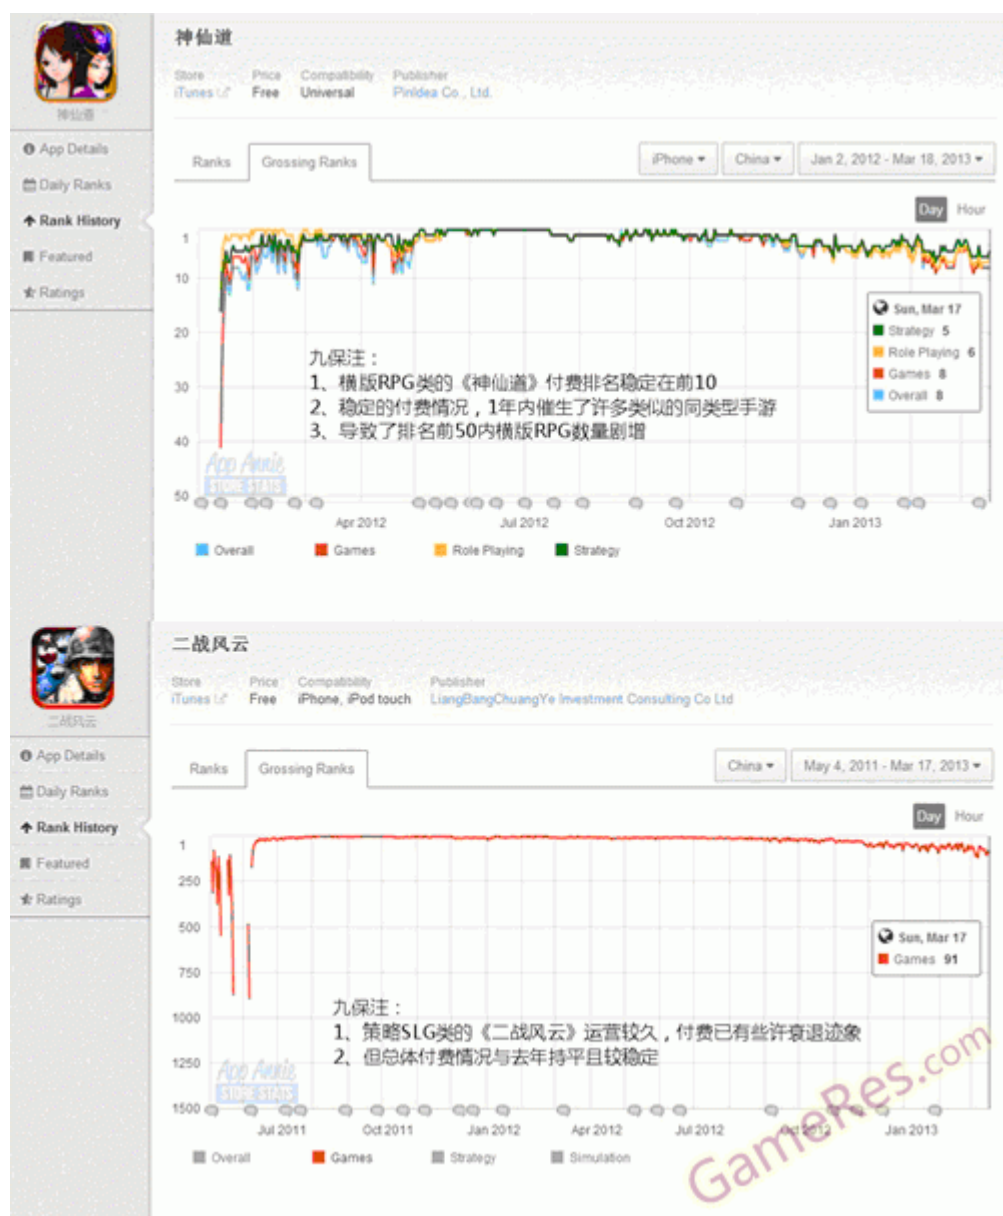 神仙道
Store Price Compatibility Publisher
iTunes Free Universal PinIdea Co., Ltd.
神仙道
App Details
Daily Ranks
Rank History
Featured
Ratings
Ranks Grossing Ranks iPhone China Jan 2, 2012 - Mar 18, 2013
Day Hour
1
10
20
30
40
50
Sun, Mar 17
Strategy 5
Role Playing 6
Games 8
Overall 8
九保注：
1、横版RPG类的《神仙道》付费排名稳定在前10
2、稳定的付费情况，1年内催生了许多类似的同类型手游
3、导致了排名前50内横版RPG数量剧增
App Annie
STORE STATS
Apr 2012 Jul 2012 Oct 2012 Jan 2013
Overall Games Role Playing Strategy
二战风云
Store Price Compatibility Publisher
iTunes Free iPhone, iPod touch LiangBangChuangYe Investment Consulting Co Ltd
二战风云
App Details
Daily Ranks
Rank History
Featured
Ratings
Ranks Grossing Ranks China May 4, 2011 - Mar 17, 2013
Day Hour
1
250
500
750
1000
1250
1500
Sun, Mar 17
Games 91
九保注：
1、策略SLG类的《二战风云》运营较久，付费已有些许衰退迹象
2、但总体付费情况与去年持平且较稳定
App Annie
STORE STATS
Jul 2011 Oct 2011 Jan 2012 Apr 2012 Jul 2012 Oct 2012 Jan 2013
Overall Games Strategy Simulation
GameRes.com